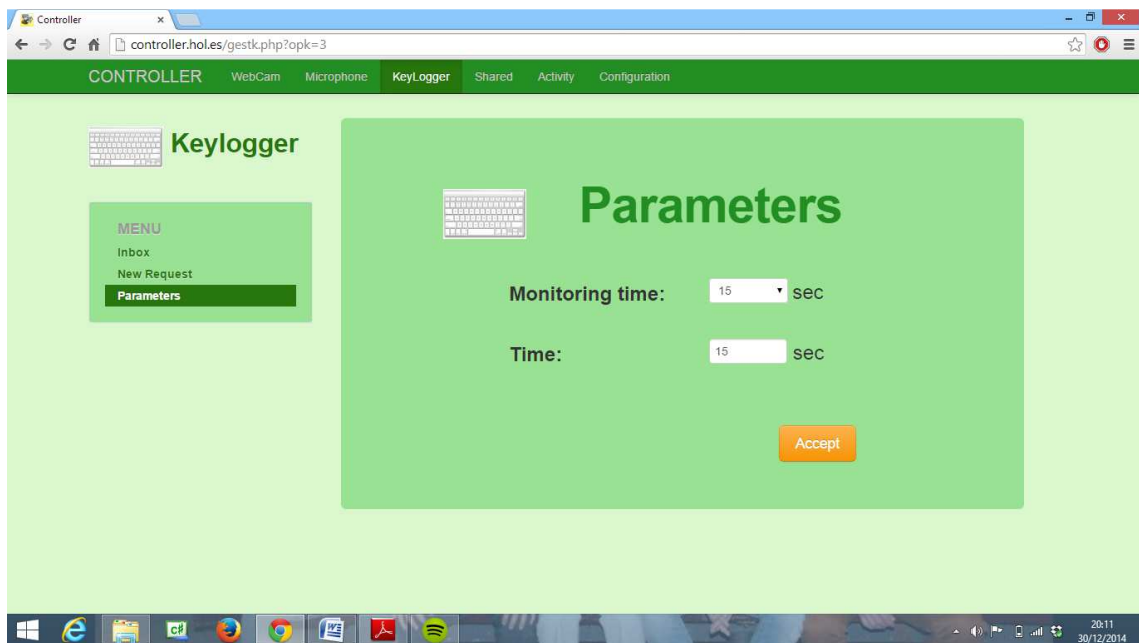 Controller
controller.hol.es/gestk.php?opk=3
CONTROLLER WebCam Microphone KeyLogger Shared Activity Configuration
Keylogger
MENU
Inbox
New Request
Parameters
Parameters
Monitoring time: 15 sec
Time: 15 sec
Accept
C#
20:11
30/12/2014